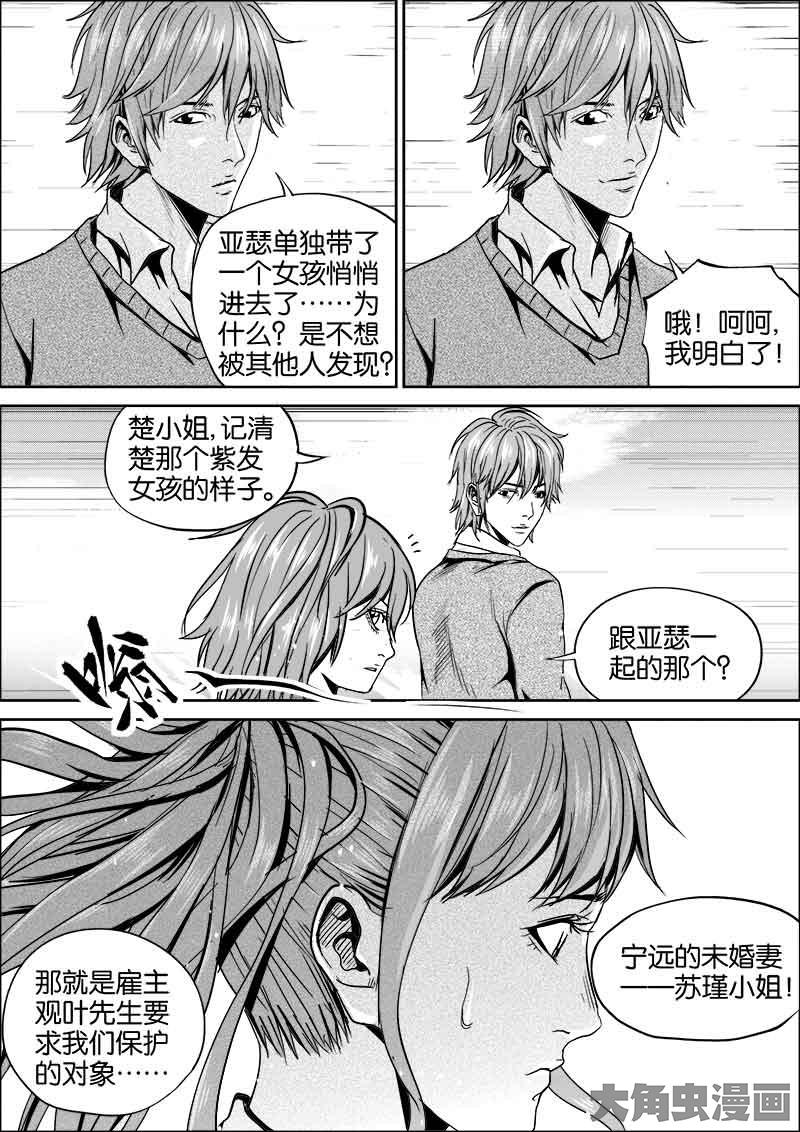 亚瑟单独带了
一个女孩悄悄
进去了……为
什么？是不想
被其他人发现？
哦！呵呵，
我明白了！
楚小姐，记清
楚那个紫发
女孩的样子。
跟亚瑟一
起的那个？
那就是雇主
观叶先生要
求我们保护
的对象……
宁远的未婚妻
——苏瑾小姐！
大角虫漫画